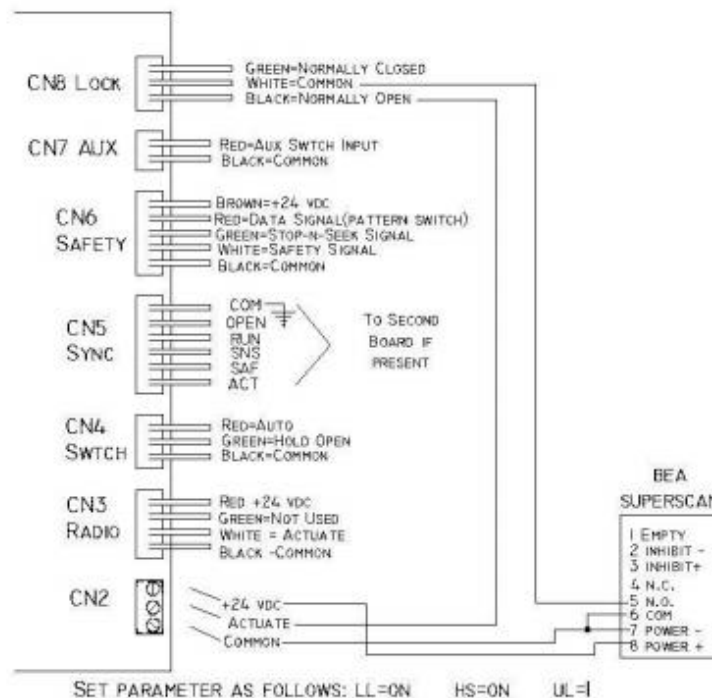 CN8 LOCK
GREEN=NORMALLY CLOSED
WHITE=COMMON
BLACK=NORMALLY OPEN
CN7 AUX
RED=AUX SWTCH INPUT
BLACK=COMMON
CN6
SAFETY
BROWN=+24 VDC
RED=DATA SIGNAL(PATTERN SWITCH)
GREEN=STOP-N-SEEK SIGNAL
WHITE=SAFETY SIGNAL
BLACK=COMMON
CN5
SYNC
COM
OPEN
RUN
SNS
SAF
ACT
TO SECOND
BOARD IF
PRESENT
CN4
SWTCH
RED=AUTO
GREEN=HOLD OPEN
BLACK=COMMON
CN3
RADIO
RED +24 VDC
GREEN=NOT USED
WHITE = ACTUATE
BLACK -COMMON
CN2
+24 VDC
ACTUATE
COMMON
BEA
SUPERSCAN
1 EMPTY
2 INHIBIT -
3 INHIBIT+
4 N.C.
5 N.O.
6 COM
7 POWER -
8 POWER +
SET PARAMETER AS FOLLOWS: LL=ON HS=ON UL=1